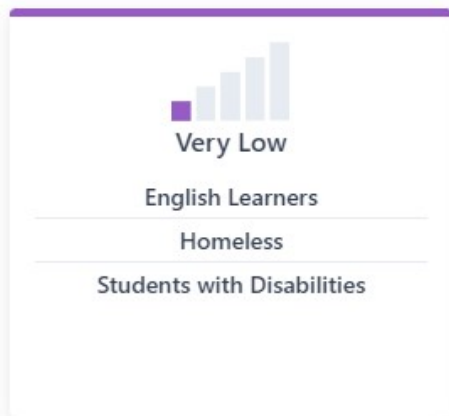 Very Low
English Learners
Homeless
Students with Disabilities